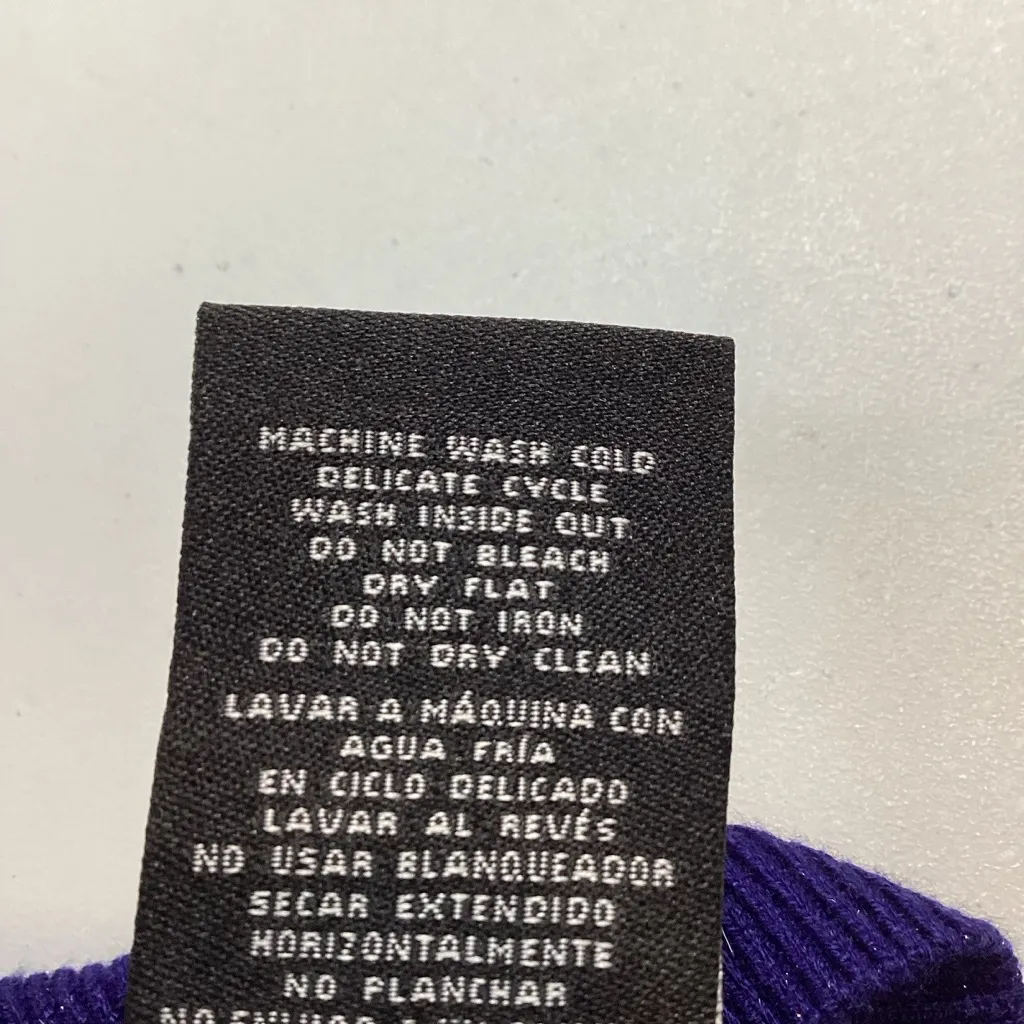 MACHINE WASH COLD
DELICATE CYCLE
WASH INSIDE OUT
DO NOT BLEACH
DRY FLAT
DO NOT IRON
DO NOT DRY CLEAN
LAVAR A MÁQUINA CON
AGUA FRÍA
EN CICLO DELICADO
LAVAR AL REVÉS
NO USAR BLANQUEADOR
SECAR EXTENDIDO
HORIZONTALMENTE
NO PLANCHAR
NO